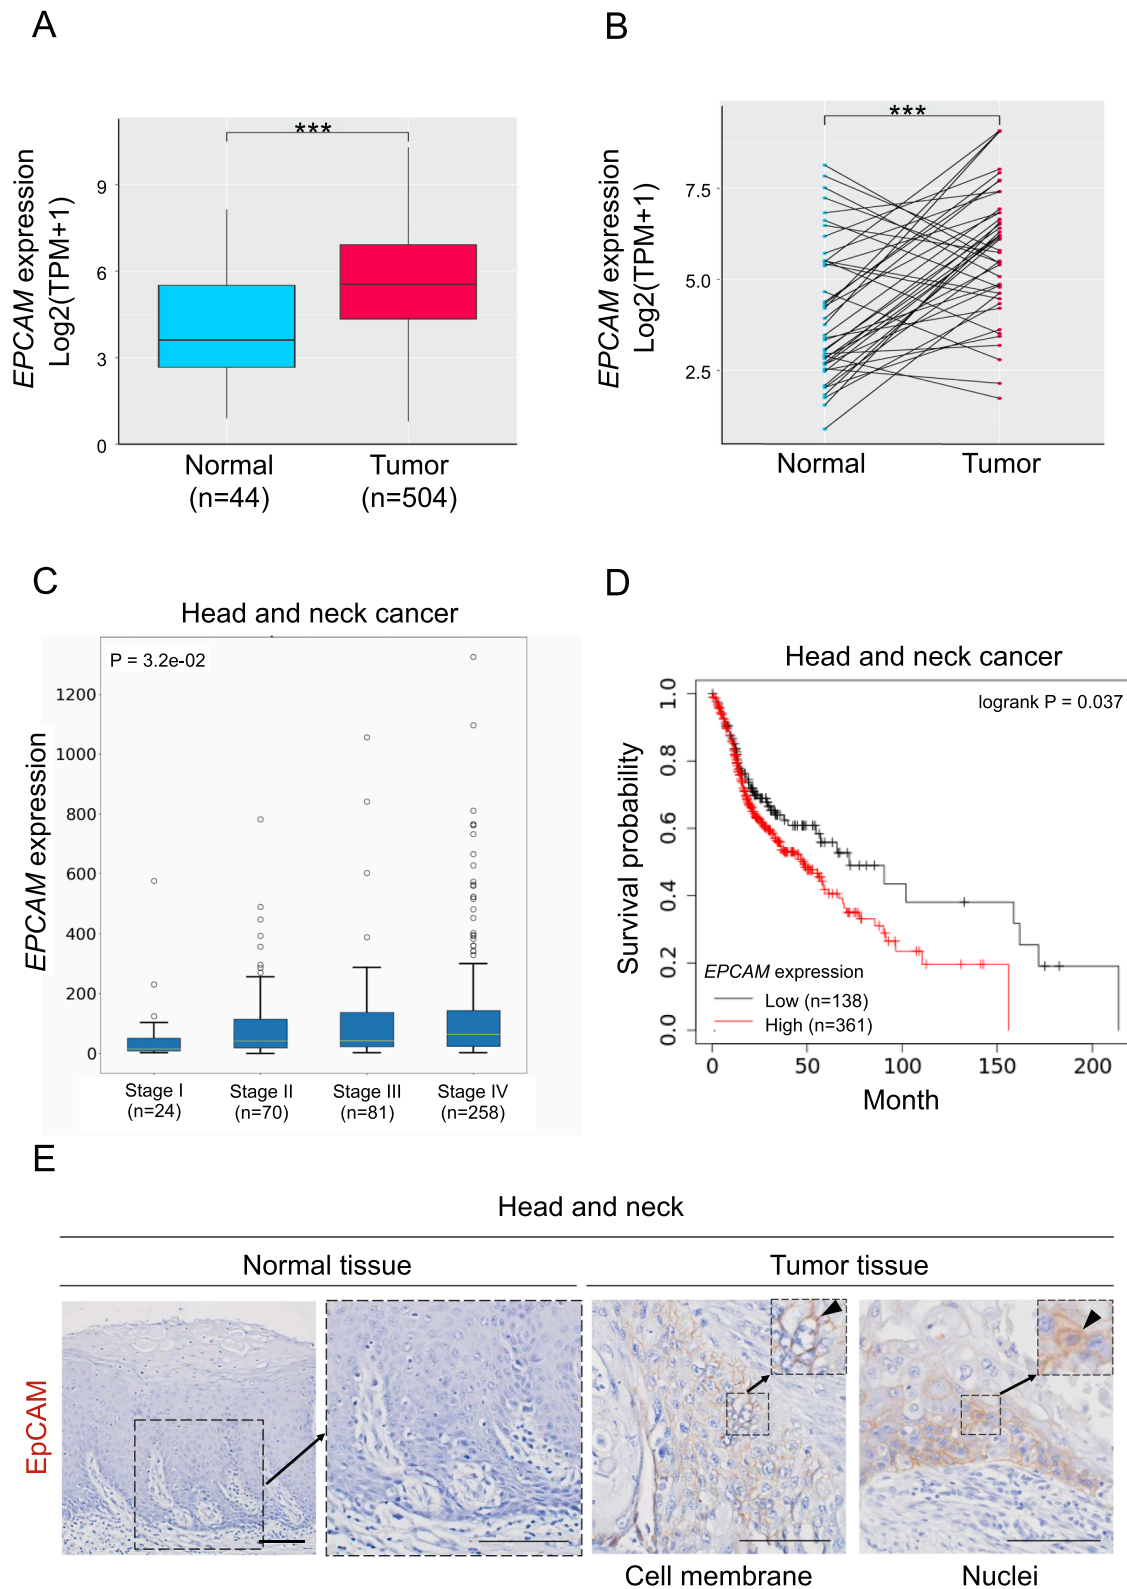 A
***
EPCAM expression
Log2(TPM+1)
9
6
3
0
Normal
(n=44)
Tumor
(n=504)
B
***
EPCAM expression
Log2(TPM+1)
7.5
5.0
2.5
Normal
Tumor
C
Head and neck cancer
P = 3.2e-02
EPCAM expression
1200
1000
800
600
400
200
0
Stage I
(n=24)
Stage II
(n=70)
Stage III
(n=81)
Stage IV
(n=258)
D
Head and neck cancer
logrank P = 0.037
Survival probability
1.0
0.8
0.6
0.4
0.2
0.0
EPCAM expression
Low (n=138)
High (n=361)
0
50
100
150
200
Month
E
Head and neck
Normal tissue
Tumor tissue
EpCAM
Cell membrane
Nuclei